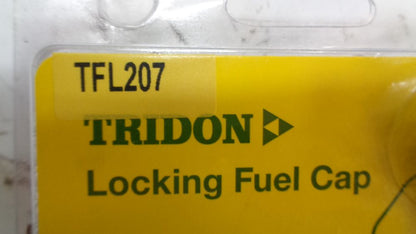 TFL207
TRIDON
Locking Fuel Cap